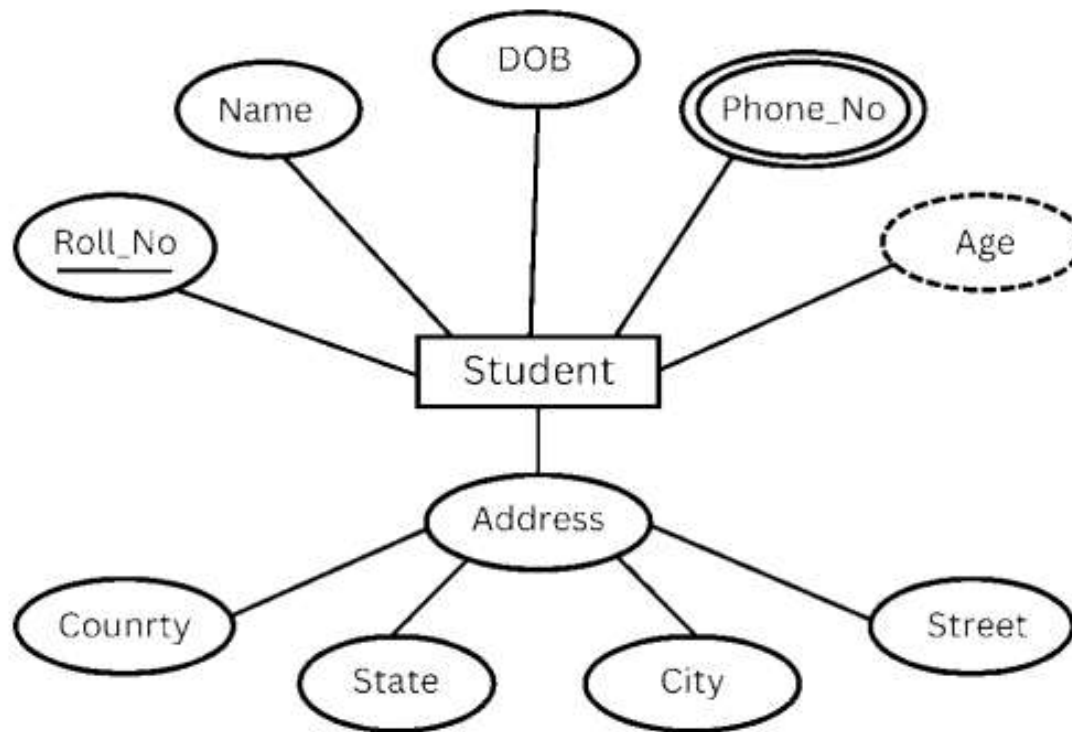 DOB
Name
Phone_No
Roll_No
Age
Student
Address
Counrty
State
City
Street